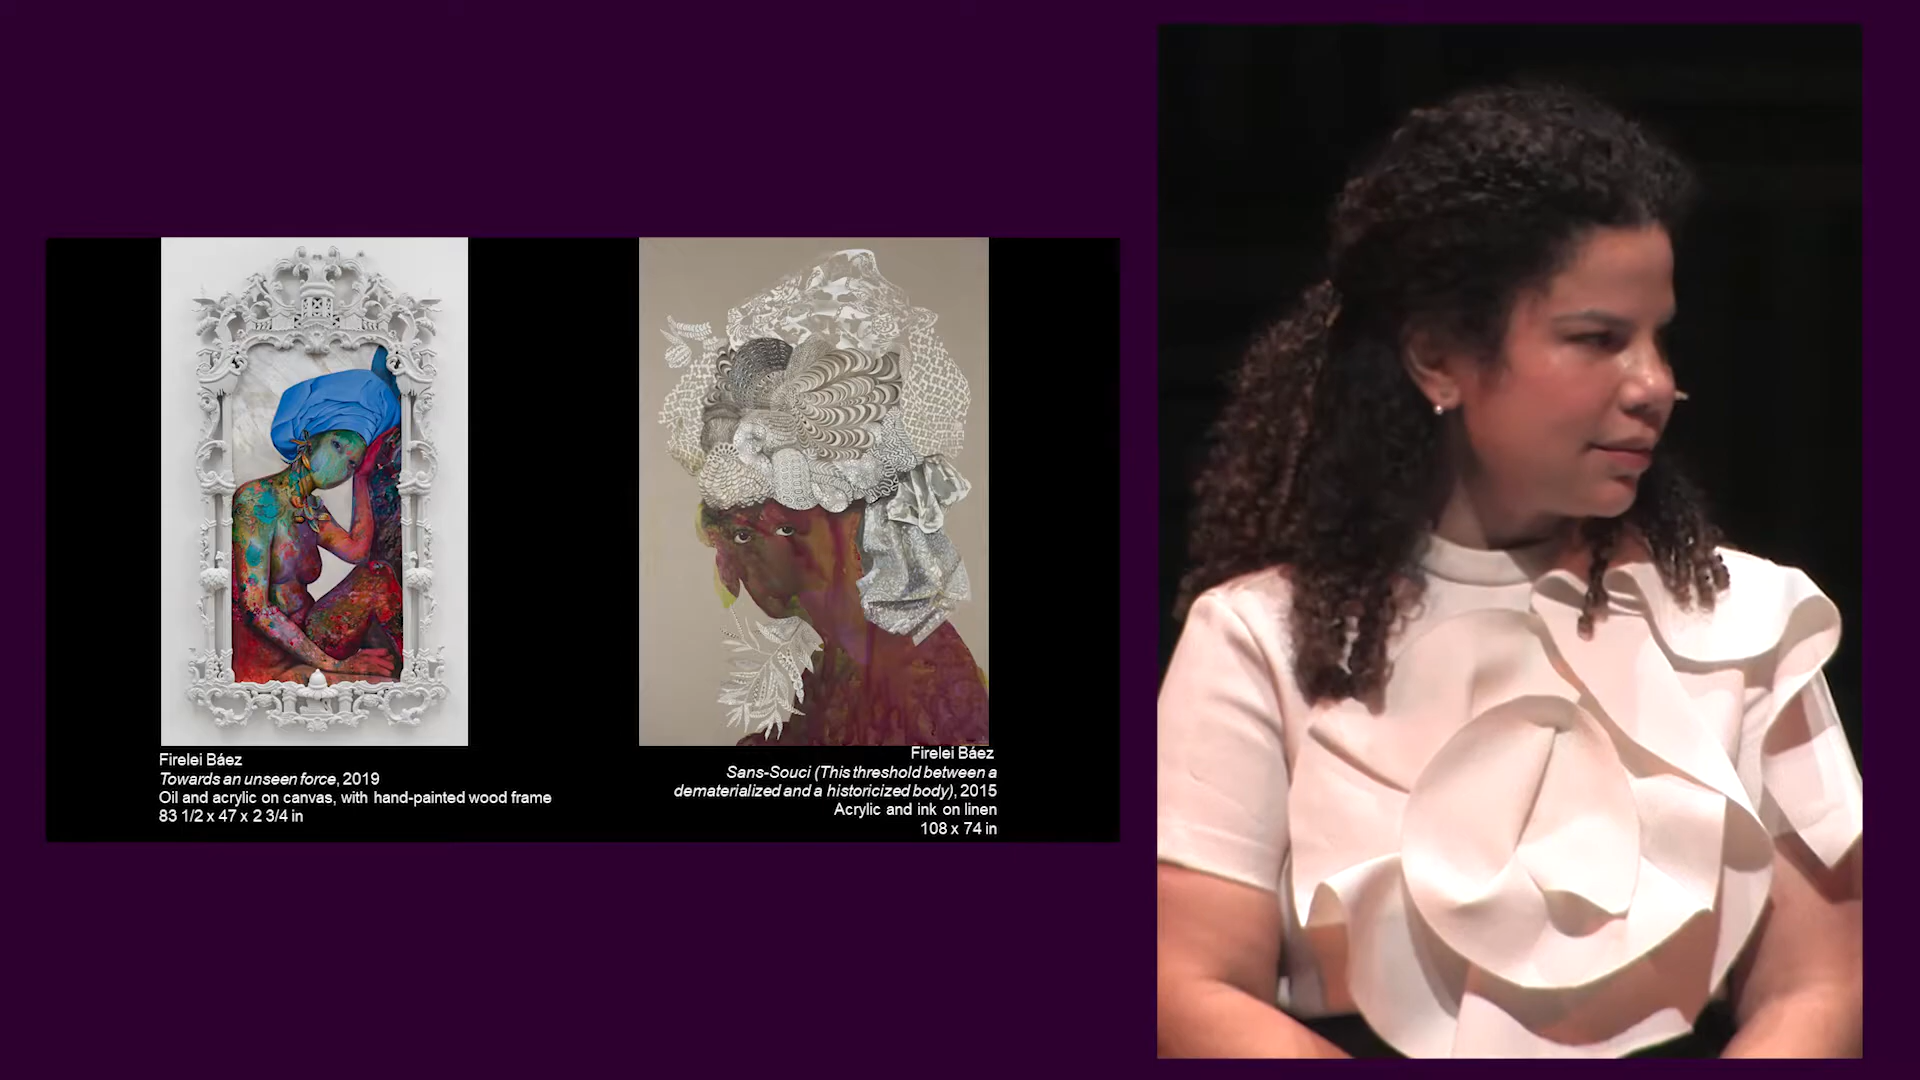 Firelei Báez
Towards an unseen force, 2019
Oil and acrylic on canvas, with hand-painted wood frame
83 1/2 x 47 x 2 3/4 in
Firelei Báez
Sans-Souci (This threshold between a
dematerialized and a historicized body), 2015
Acrylic and ink on linen
108 x 74 in